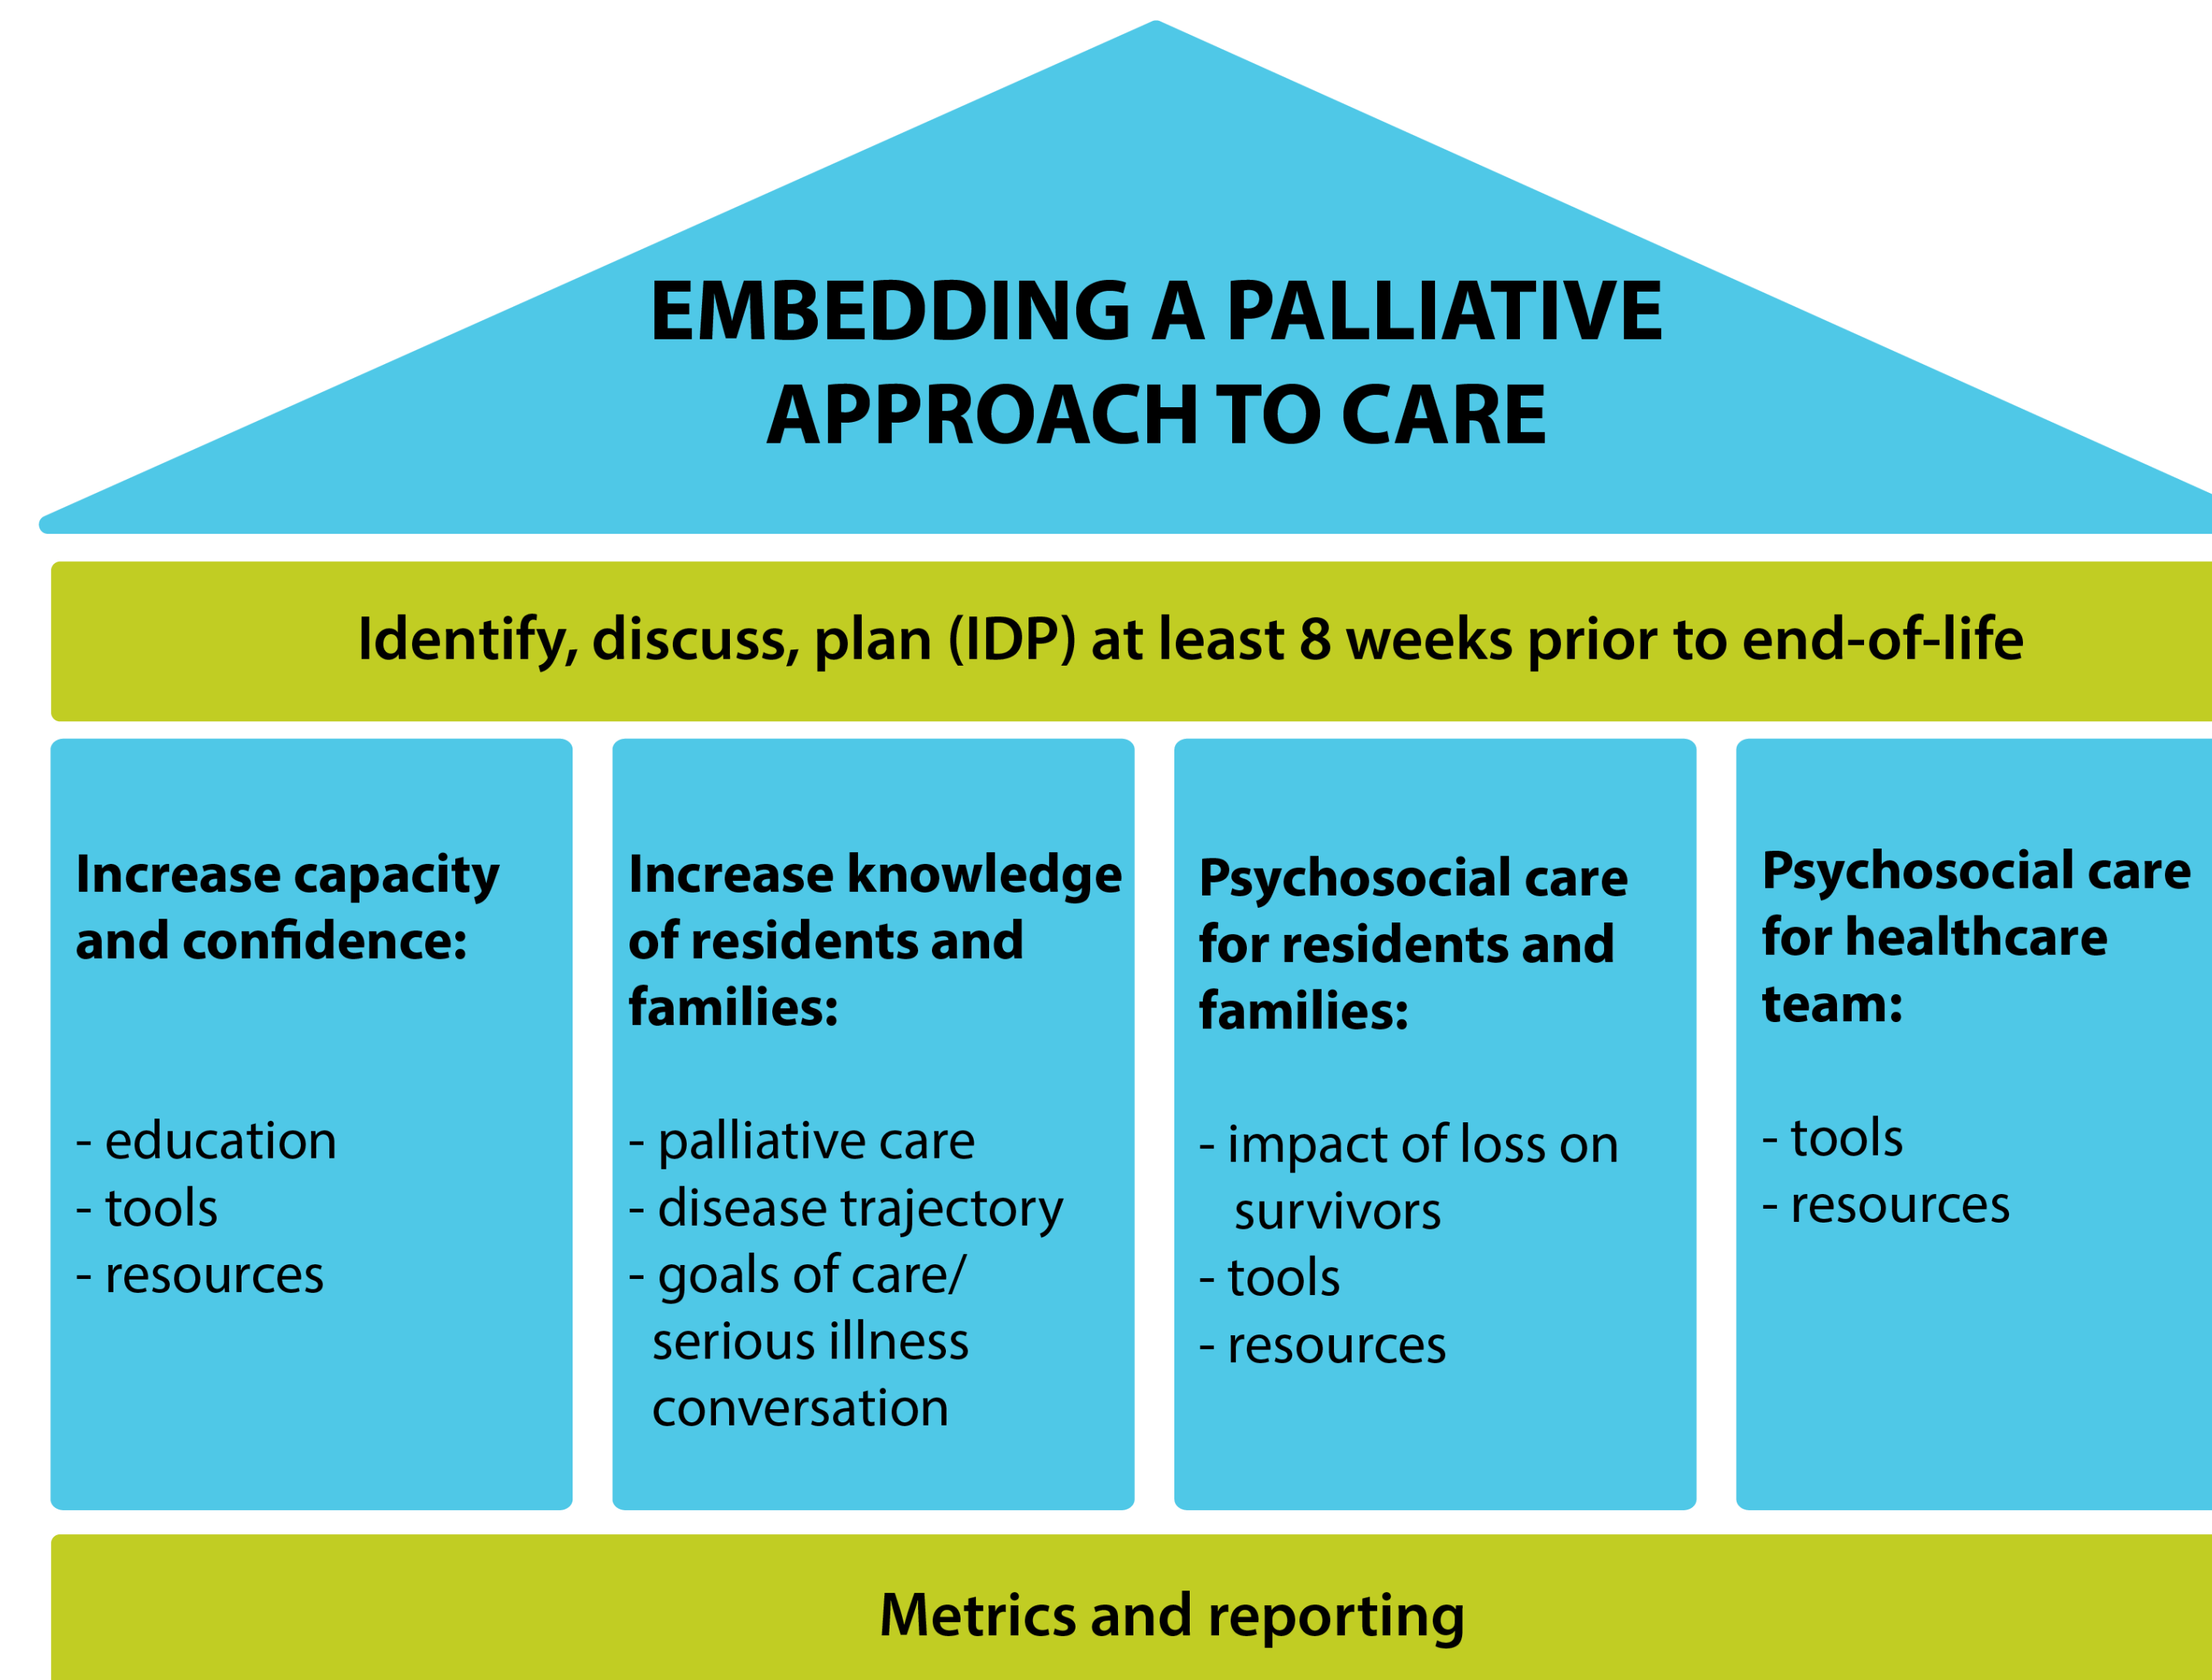 EMBEDDING A PALLIATIVE
APPROACH TO CARE
Identify, discuss, plan (IDP) at least 8 weeks prior to end-of-life
Increase capacity
and confidence:
- education
- tools
- resources
Increase knowledge
of residents and
families:
- palliative care
- disease trajectory
- goals of care/
serious illness
conversation
Psychosocial care
for residents and
families:
- impact of loss on
survivors
- tools
- resources
Psychosocial care
for healthcare
team:
- tools
- resources
Metrics and reporting